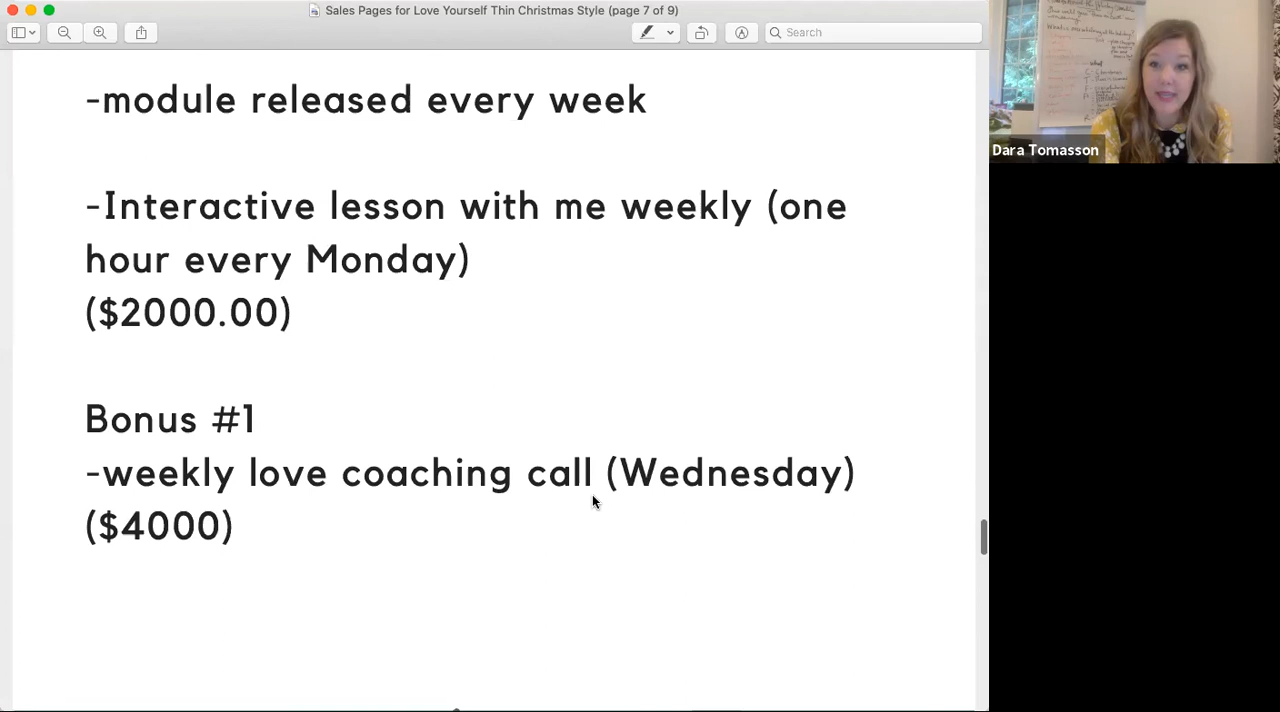 Sales Pages for Love Yourself Thin Christmas Style (page 7 of 9)
Search
-module released every week
-Interactive lesson with me weekly (one
hour every Monday)
($2000.00)
Bonus #1
-weekly love coaching call (Wednesday)
($4000)
Dara Tomasson